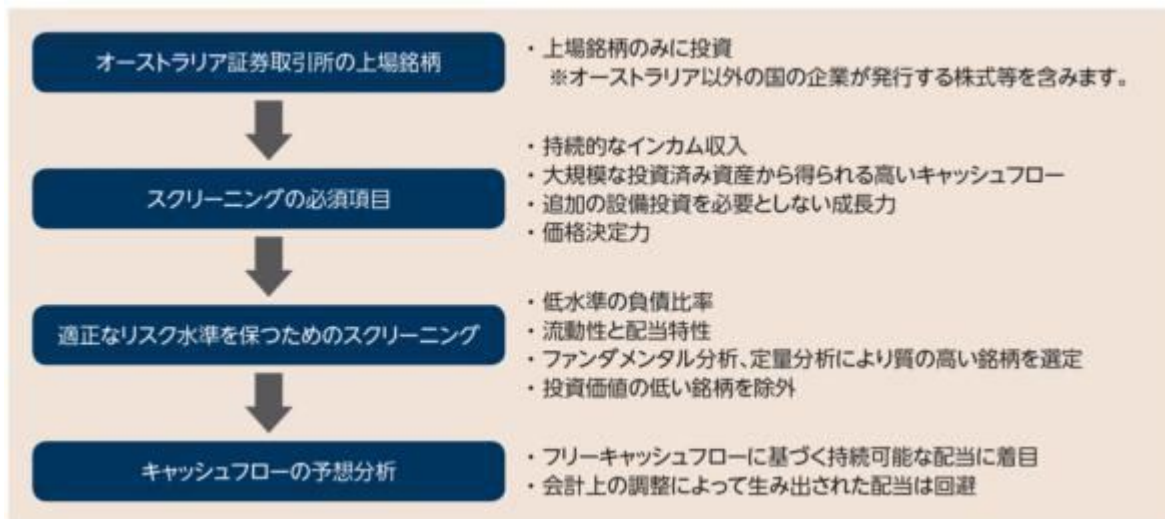 オーストラリア証券取引所の上場銘柄
・上場銘柄のみに投資
※オーストラリア以外の国の企業が発行する株式等を含みます。
スクリーニングの必須項目
・持続的なインカム収入
・大規模な投資済み資産から得られる高いキャッシュフロー
・追加の設備投資を必要としない成長力
・価格決定力
適正なリスク水準を保つためのスクリーニング
・低水準の負債比率
・流動性と配当特性
・ファンダメンタル分析、定量分析により質の高い銘柄を選定
・投資価値の低い銘柄を除外
キャッシュフローの予想分析
・フリーキャッシュフローに基づく持続可能な配当に着目
・会計上の調整によって生み出された配当は回避